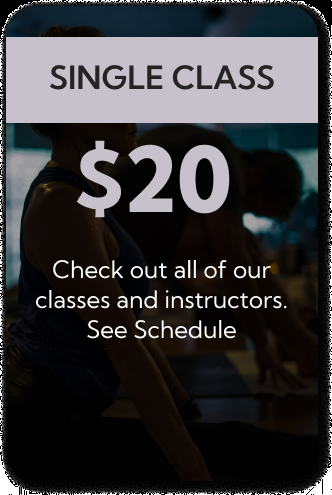 SINGLE CLASS
$20
Check out all of our
classes and instructors.
See Schedule